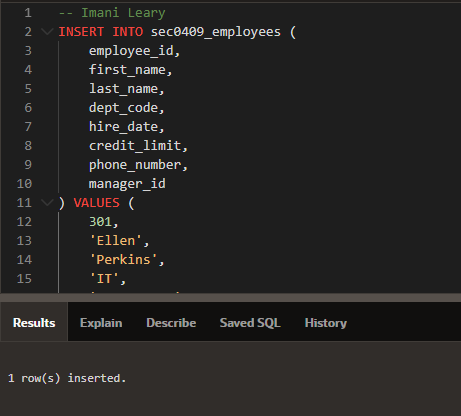 1 -- Imani Leary
2 INSERT INTO sec0409_employees (
3 employee_id,
4 first_name,
5 last_name,
6 dept_code,
7 hire_date,
8 credit_limit,
9 phone_number,
10 manager_id
11 ) VALUES (
12 301,
13 'Ellen',
14 'Perkins',
15 'IT',
Results Explain Describe Saved SQL History
1 row(s) inserted.